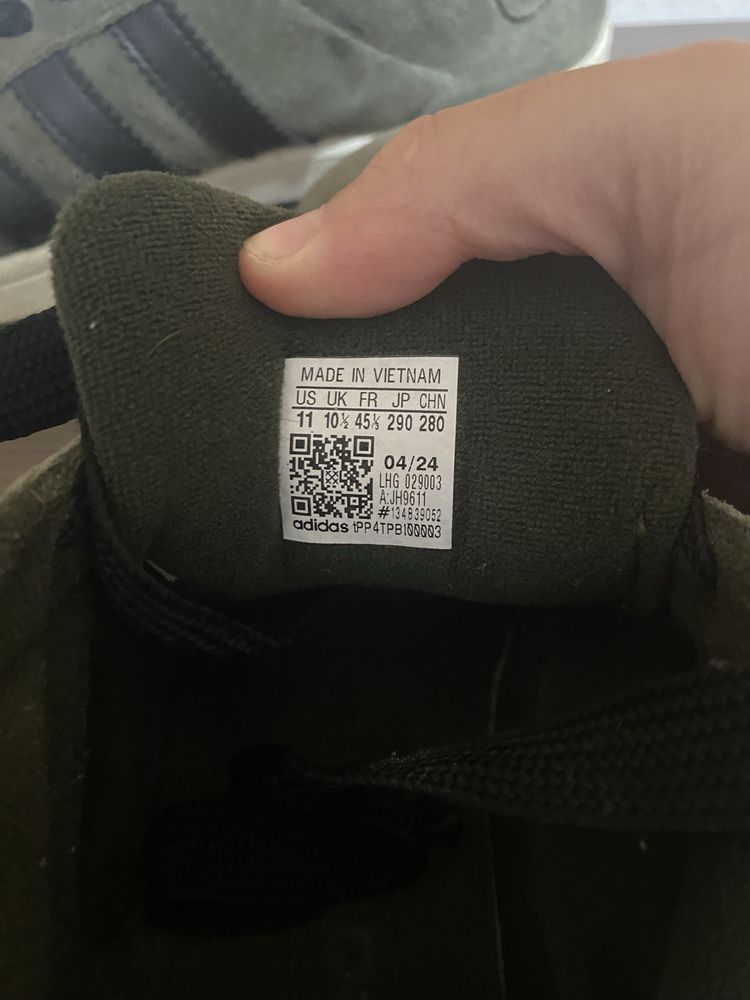 MADE IN VIETNAM
US UK FR JP CHN
11 10½ 45⅓ 290 280
04/24
LHG 029003
A:JH9611
#134839052
adidas tPP4TPB100003